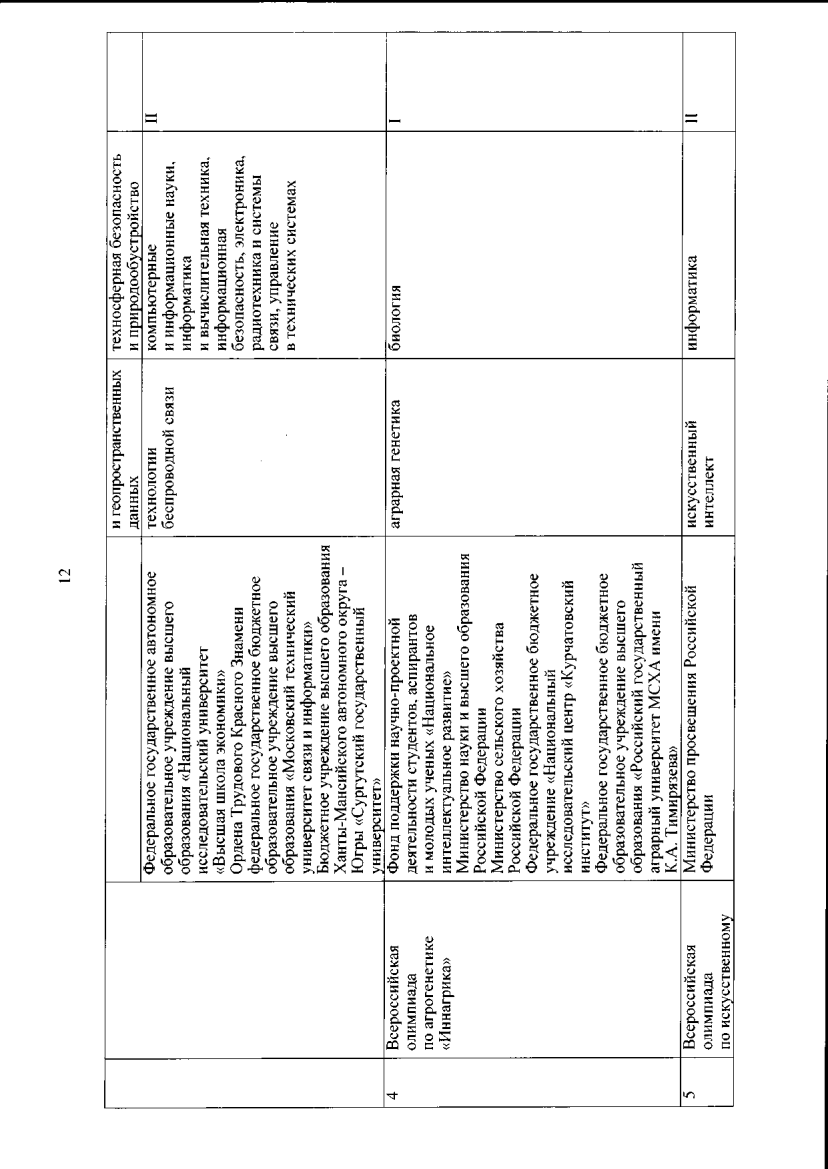 12
и геопространственных
данных
техносферная безопасность
и природообустройство
Федеральное государственное автономное
образовательное учреждение высшего
образования «Национальный
исследовательский университет
«Высшая школа экономики»
Ордена Трудового Красного Знамени
федеральное государственное бюджетное
образовательное учреждение высшего
образования «Московский технический
университет связи и информатики»
Бюджетное учреждение высшего образования
Ханты-Мансийского автономного округа –
Югры «Сургутский государственный
университет»
технологии
беспроводной связи
компьютерные
и информационные науки,
информатика
и вычислительная техника,
информационная
безопасность, электроника,
радиотехника и системы
связи, управление
в технических системах
II
4
Всероссийская
олимпиада
по агрогенетике
«Иннагрика»
Фонд поддержки научно-проектной
деятельности студентов, аспирантов
и молодых ученых «Национальное
интеллектуальное развитие»
Министерство науки и высшего образования
Российской Федерации
Министерство сельского хозяйства
Российской Федерации
Федеральное государственное бюджетное
учреждение «Национальный
исследовательский центр «Курчатовский
институт»
Федеральное государственное бюджетное
образовательное учреждение высшего
образования «Российский государственный
аграрный университет МСХА имени
К.А. Тимирязева»
аграрная генетика
биология
I
5
Всероссийская
олимпиада
по искусственному
Министерство просвещения Российской
Федерации
искусственный
интеллект
информатика
II